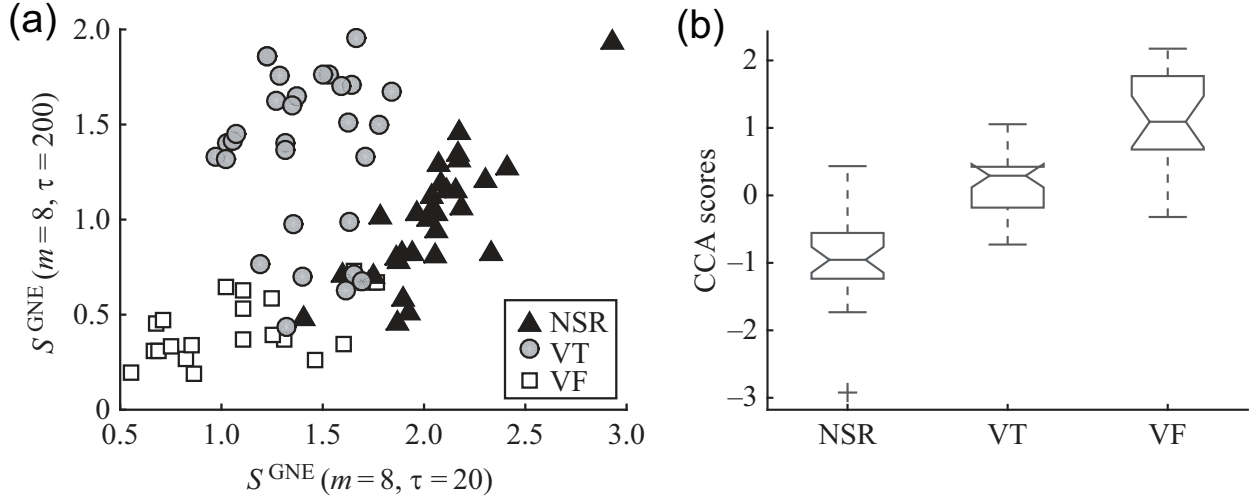 (a)
2.0
1.5
1.0
0.5
0
S^GNE (m = 8, τ = 200)
0.5 1.0 1.5 2.0 2.5 3.0
S^GNE (m = 8, τ = 20)
NSR
VT
VF
(b)
2
1
0
−1
−2
−3
CCA scores
NSR VT VF